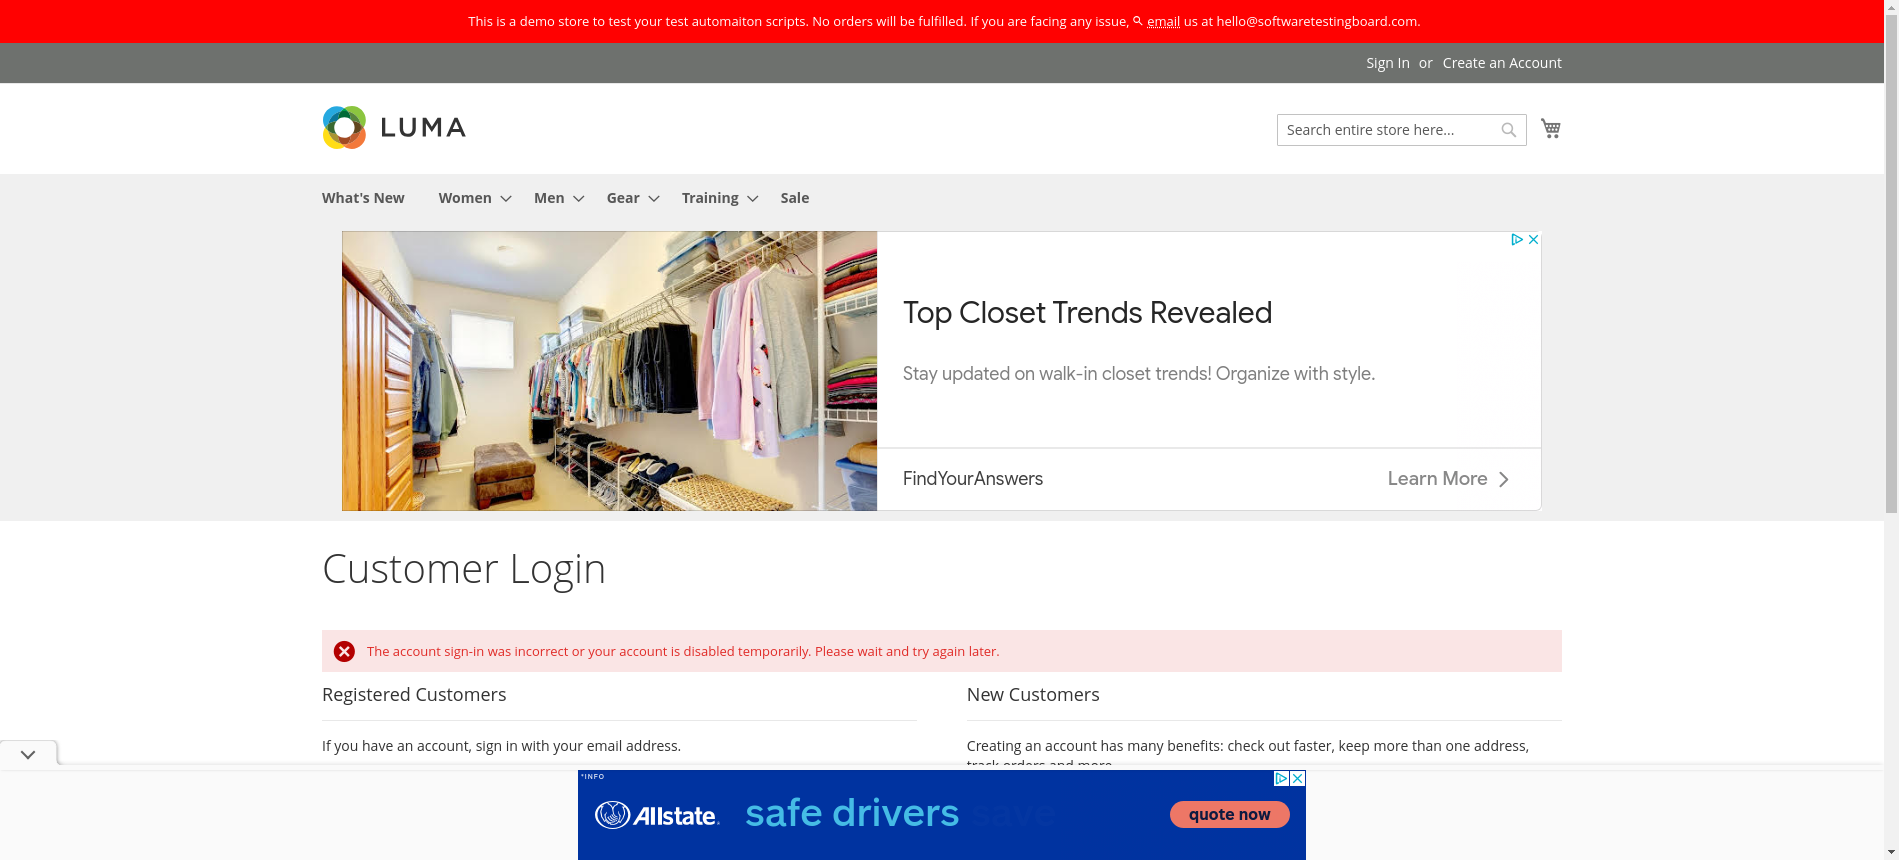 This is a demo store to test your test automaiton scripts. No orders will be fulfilled. If you are facing any issue, email us at hello@softwaretestingboard.com.
Sign In or Create an Account
LUMA
Search entire store here...
What's New Women Men Gear Training Sale
Top Closet Trends Revealed
Stay updated on walk-in closet trends! Organize with style.
FindYourAnswers
Learn More
Customer Login
The account sign-in was incorrect or your account is disabled temporarily. Please wait and try again later.
Registered Customers
New Customers
If you have an account, sign in with your email address.
Creating an account has many benefits: check out faster, keep more than one address,
track orders and more.
*INFO
Allstate.
safe drivers save
quote now